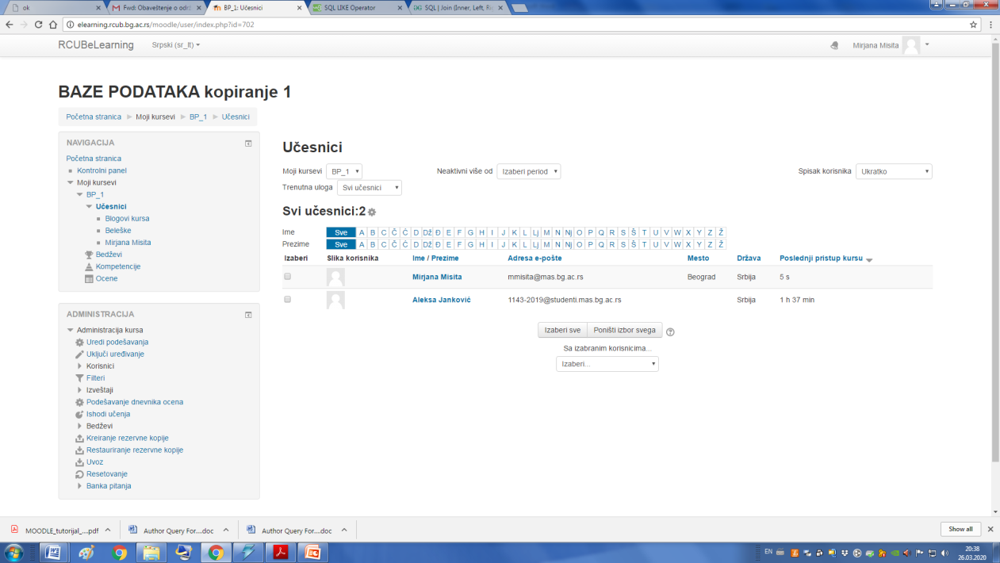 ok
Fwd: Obaveštenje o odr
BP_1: Učesnici
SQL LIKE Operator
SQL | Join (Inner, Left, Ri
elearning.rcub.bg.ac.rs/moodle/user/index.php?id=702
RCUBeLearning
Srpski (sr_lt)
Mirjana Misita
BAZE PODATAKA kopiranje 1
Početna stranica Moji kursevi BP_1 Učesnici
NAVIGACIJA
Početna stranica
Kontrolni panel
Moji kursevi
BP_1
Učesnici
Blogovi kursa
Beleške
Mirjana Misita
Bedževi
Kompetencije
Ocene
ADMINISTRACIJA
Administracija kursa
Uredi podešavanja
Uključi uređivanje
Korisnici
Filteri
Izveštaji
Podešavanje dnevnika ocena
Ishodi učenja
Bedževi
Kreiranje rezervne kopije
Restauriranje rezervne kopije
Uvoz
Resetovanje
Banka pitanja
Učesnici
Moji kursevi BP_1 Neaktivni više od Izaberi period Spisak korisnika Ukratko
Trenutna uloga Svi učesnici
Svi učesnici:2
Ime Sve A B C Č Ć D Dž Đ E F G H I J K L Lj M N Nj O P Q R S Š T U V W X Y Z Ž
Prezime Sve A B C Č Ć D Dž Đ E F G H I J K L Lj M N Nj O P Q R S Š T U V W X Y Z Ž
Izaberi Slika korisnika Ime / Prezime Adresa e-pošte Mesto Država Poslednji pristup kursu
Mirjana Misita mmisita@mas.bg.ac.rs Beograd Srbija 5 s
Aleksa Janković 1143-2019@studenti.mas.bg.ac.rs Srbija 1 h 37 min
Izaberi sve Poništi izbor svega
Sa izabranim korisnicima...
Izaberi...
MOODLE_tutorijal_....pdf Author Query For....doc Author Query For....doc Show all
EN 20:38
26.03.2020